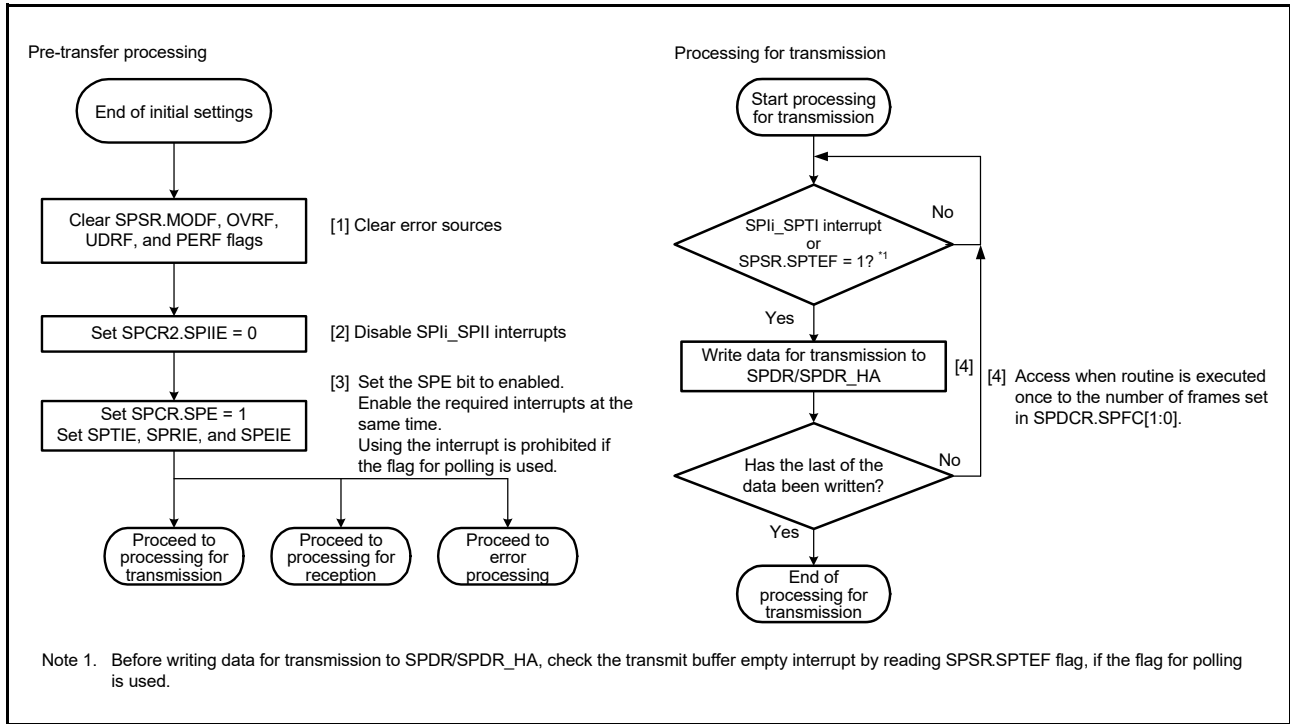 Pre-transfer processing
End of initial settings
Clear SPSR.MODF, OVRF,
UDRF, and PERF flags
[1] Clear error sources
Set SPCR2.SPIIE = 0
[2] Disable SPIi_SPII interrupts
Set SPCR.SPE = 1
Set SPTIE, SPRIE, and SPEIE
[3] Set the SPE bit to enabled.
Enable the required interrupts at the
same time.
Using the interrupt is prohibited if
the flag for polling is used.
Proceed to
processing for
transmission
Proceed to
processing for
reception
Proceed to
error
processing
Processing for transmission
Start processing
for transmission
SPIi_SPTI interrupt
or
SPSR.SPTEF = 1? *1
No
Yes
Write data for transmission to
SPDR/SPDR_HA
[4]
[4] Access when routine is executed
once to the number of frames set
in SPDCR.SPFC[1:0].
Has the last of the
data been written?
No
Yes
End of
processing for
transmission
Note 1. Before writing data for transmission to SPDR/SPDR_HA, check the transmit buffer empty interrupt by reading SPSR.SPTEF flag, if the flag for polling
is used.